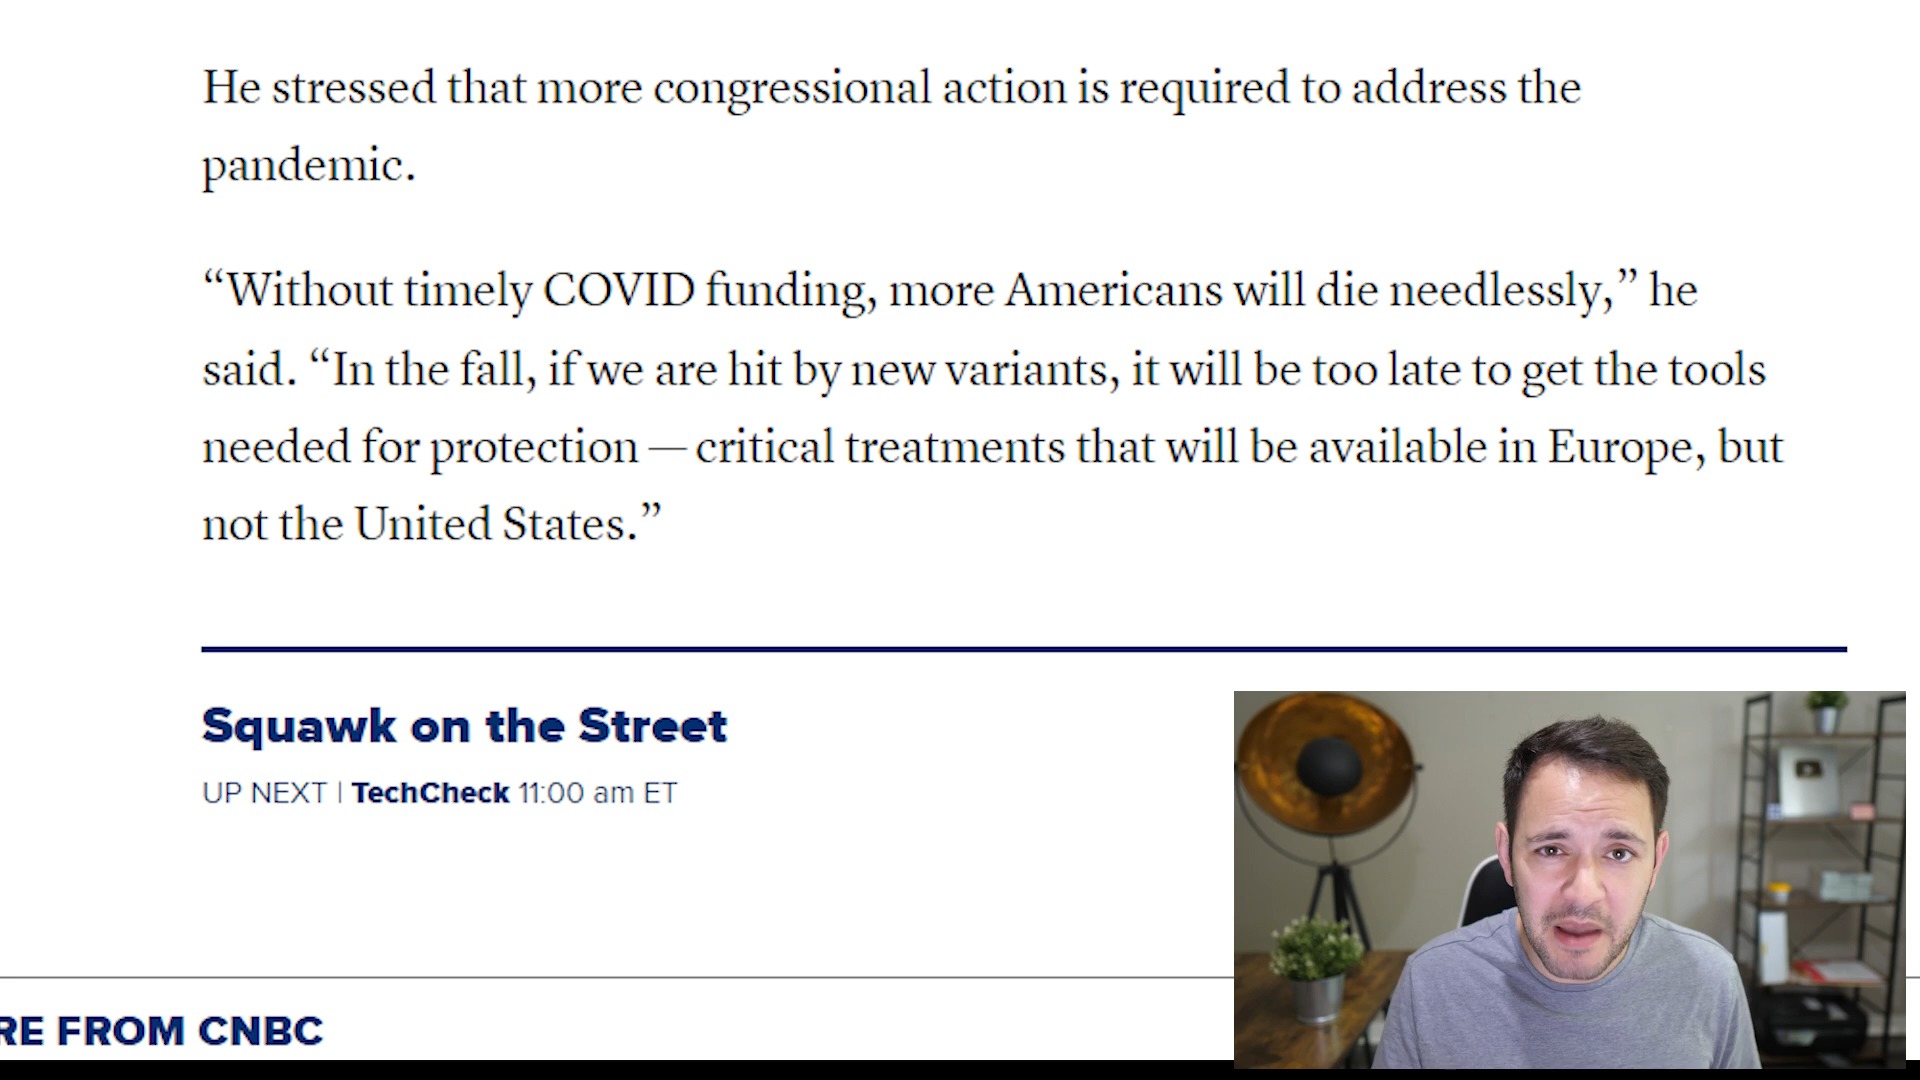 He stressed that more congressional action is required to address the
pandemic.
“Without timely COVID funding, more Americans will die needlessly,” he
said. “In the fall, if we are hit by new variants, it will be too late to get the tools
needed for protection — critical treatments that will be available in Europe, but
not the United States.”
Squawk on the Street
UP NEXT | TechCheck 11:00 am ET
RE FROM CNBC